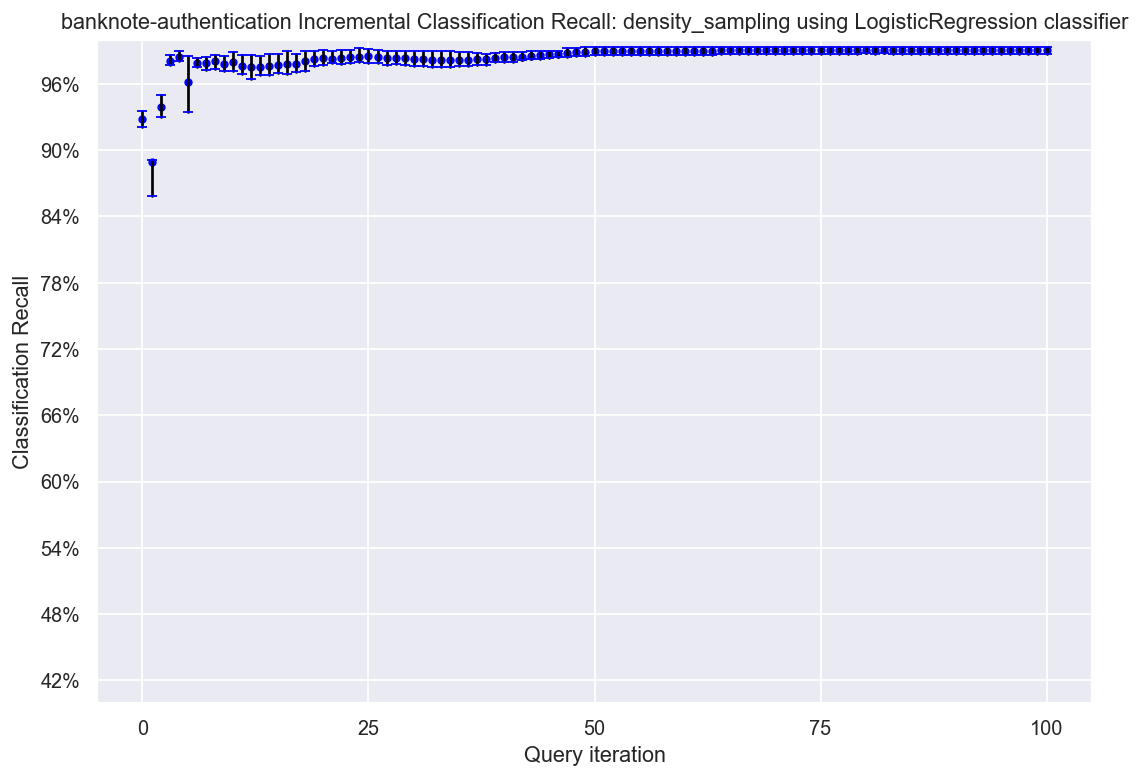 banknote-authentication Incremental Classification Recall: density_sampling using LogisticRegression classifier
96%
90%
84%
78%
72%
66%
60%
54%
48%
42%
Classification Recall
0 25 50 75 100
Query iteration